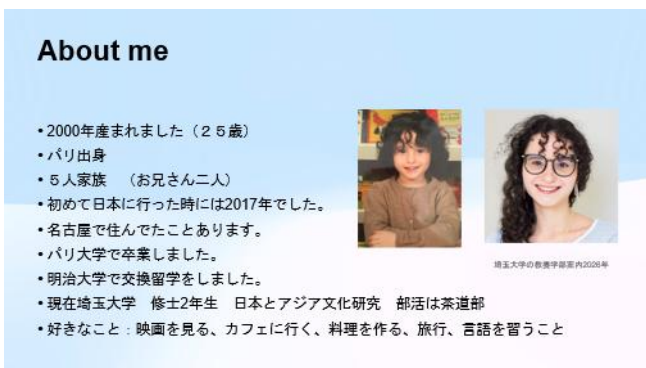 About me
•2000年産まれました（２５歳）
•パリ出身
•５人家族　（お兄さん二人）
•初めて日本に行った時には2017年でした。
•名古屋で住んでたことあります。
•パリ大学で卒業しました。
•明治大学で交換留学をしました。
•現在埼玉大学　修士2年生　日本とアジア文化研究　部活は茶道部
•好きなこと：映画を見る、カフェに行く、料理を作る、旅行、言語を習うこと
埼玉大学の教養学部案内2026年